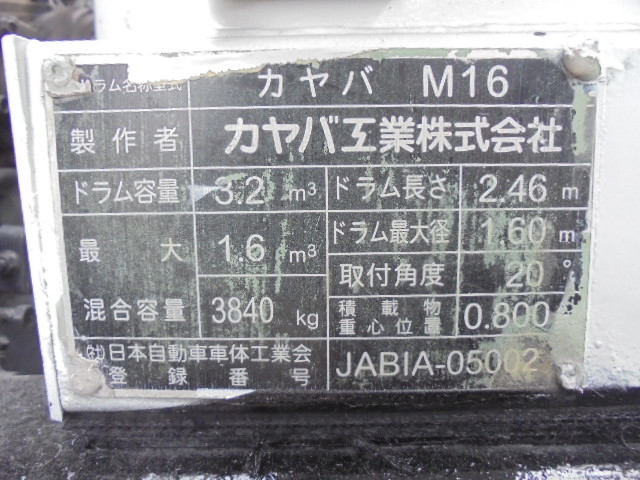 ドラム名称型式 カヤバ M16
製作者 カヤバ工業株式会社
ドラム容量 3.2 m³ ドラム長さ 2.46 m
最大 1.6 m³ ドラム最大径 1.60 m
取付角度 20°
混合容量 3840 kg 積載物
重心位置 0.800
㈳日本自動車車体工業会
登録番号 JABIA-05002